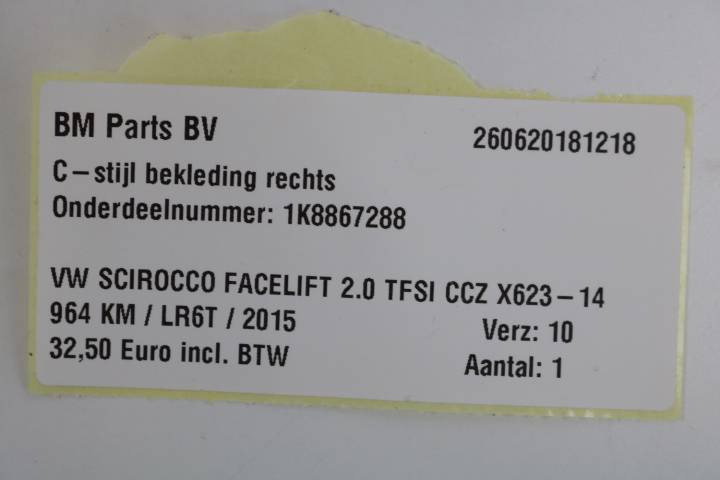 BM Parts BV 260620181218
C-stijl bekleding rechts
Onderdeelnummer: 1K8867288
VW SCIROCCO FACELIFT 2.0 TFSI CCZ X623-14
964 KM / LR6T / 2015 Verz: 10
32,50 Euro incl. BTW Aantal: 1